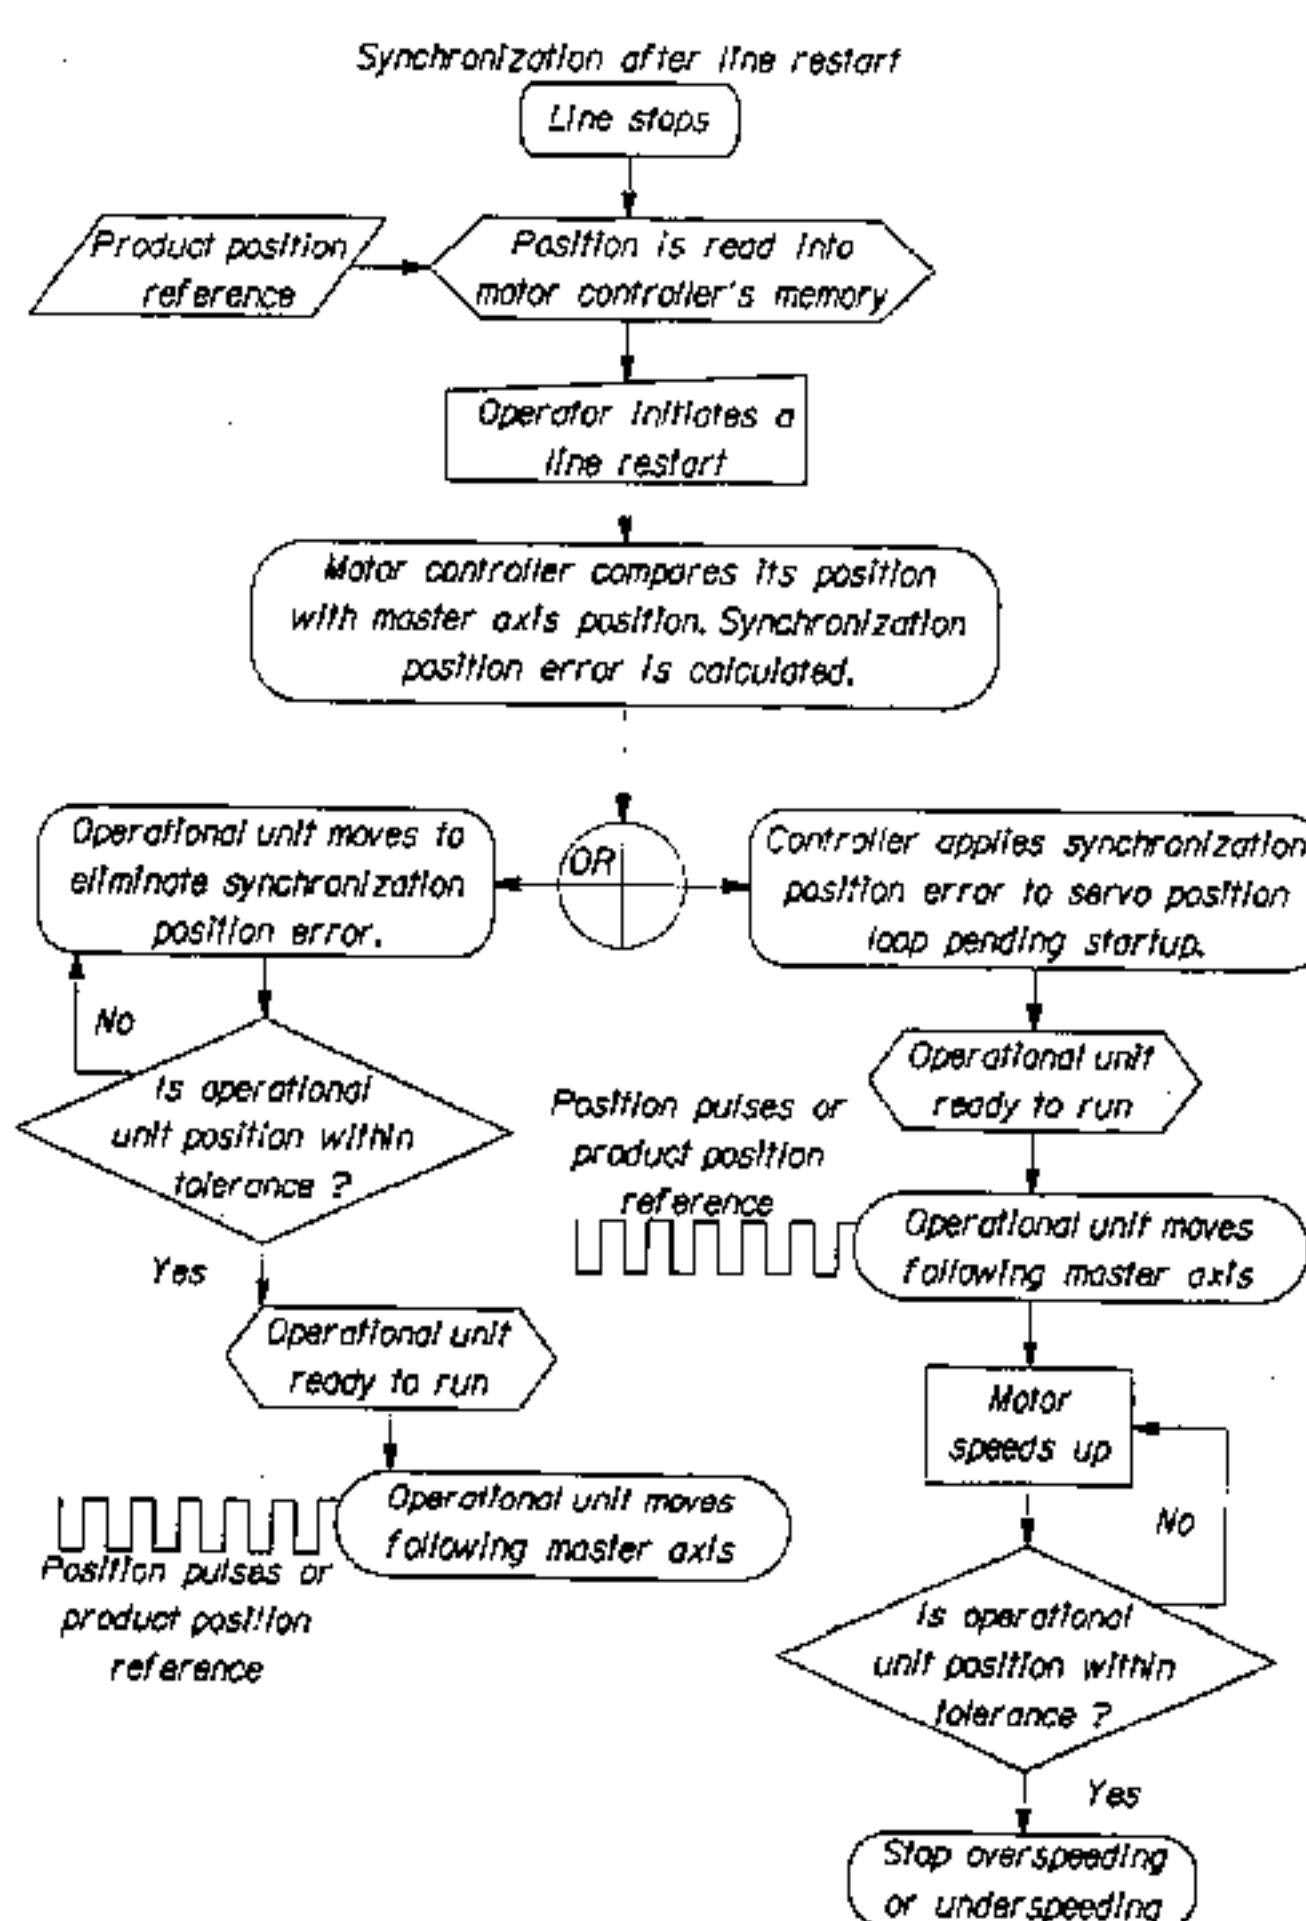 Synchronization after line restart
Line stops
Product position
reference
Position is read into
motor controller's memory
Operator initiates a
line restart
Motor controller compares its position
with master axis position. Synchronization
position error is calculated.
Operational unit moves to
eliminate synchronization
position error.
OR
Controller applies synchronization
position error to servo position
loop pending startup.
No
Is operational
unit position within
tolerance ?
Yes
Operational unit
ready to run
Operational unit moves
following master axis
Position pulses or
product position
reference
Operational unit
ready to run
Position pulses or
product position
reference
Operational unit moves
following master axis
Motor
speeds up
No
Is operational
unit position within
tolerance ?
Yes
Stop overspeeding
or underspeeding